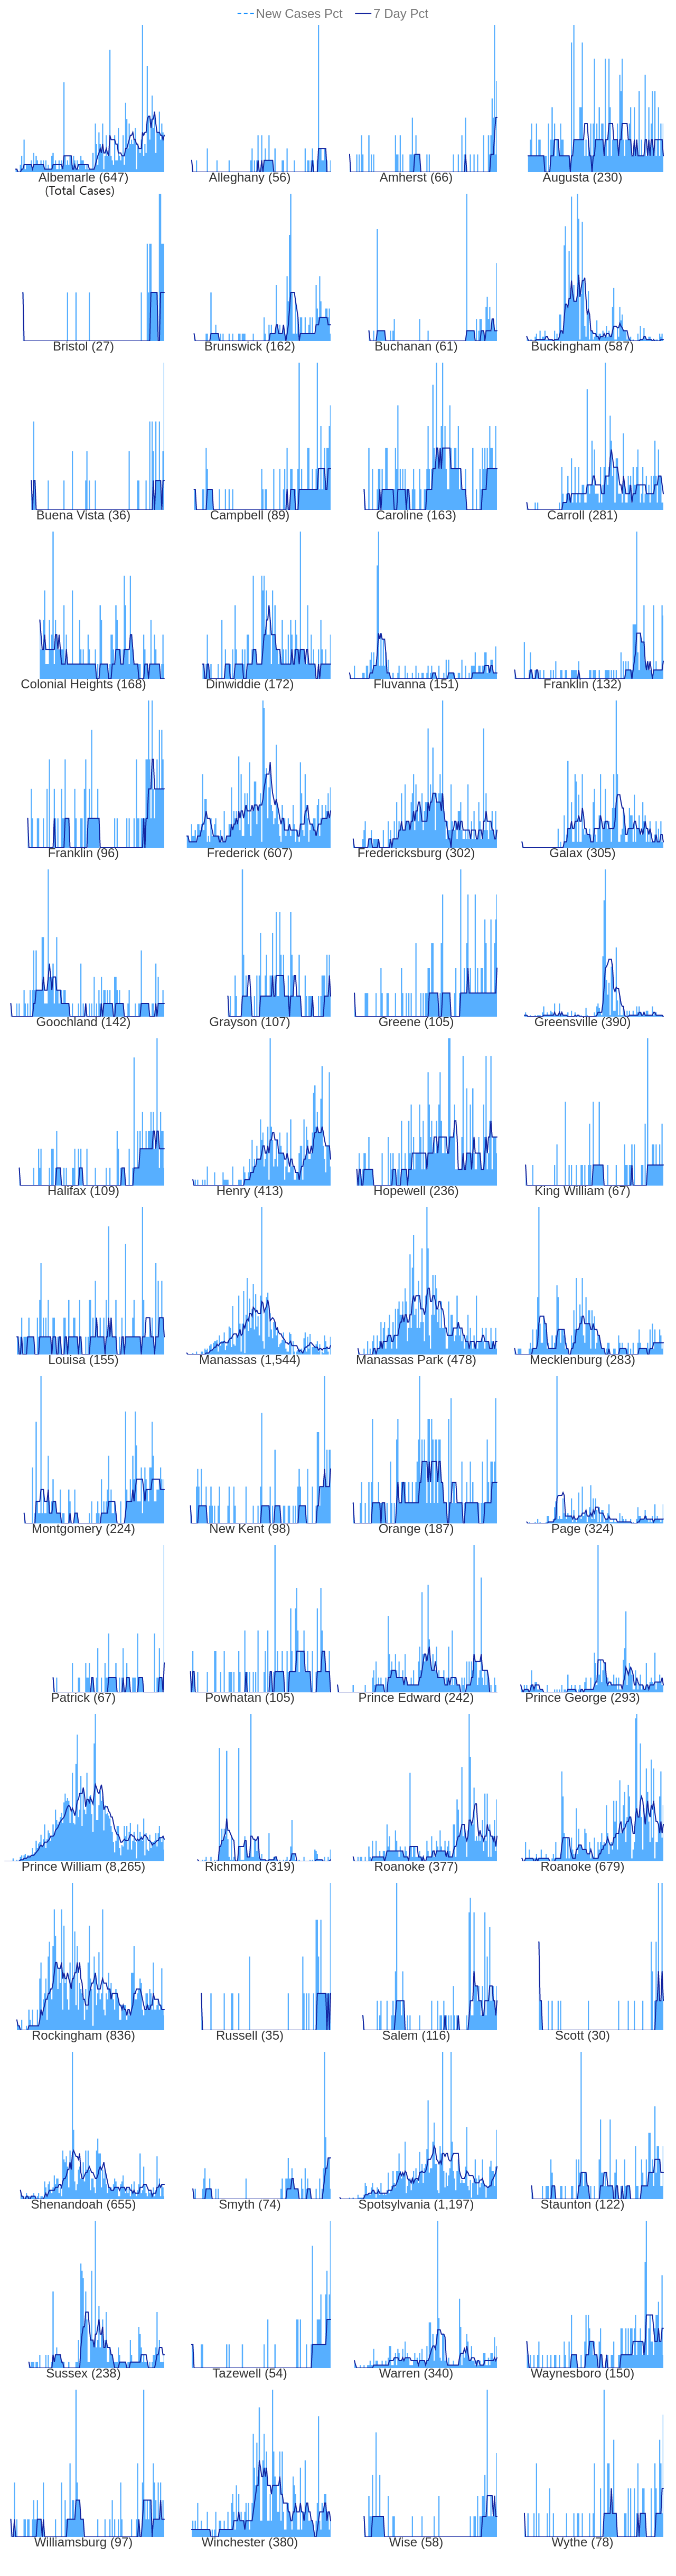 New Cases Pct 7 Day Pct
Albemarle (647) Alleghany (56) Amherst (66) Augusta (230)
(Total Cases)
Bristol (27) Brunswick (162) Buchanan (61) Buckingham (587)
Buena Vista (36) Campbell (89) Caroline (163) Carroll (281)
Colonial Heights (168) Dinwiddie (172) Fluvanna (151) Franklin (132)
Franklin (96) Frederick (607) Fredericksburg (302) Galax (305)
Goochland (142) Grayson (107) Greene (105) Greensville (390)
Halifax (109) Henry (413) Hopewell (236) King William (67)
Louisa (155) Manassas (1,544) Manassas Park (478) Mecklenburg (283)
Montgomery (224) New Kent (98) Orange (187) Page (324)
Patrick (67) Powhatan (105) Prince Edward (242) Prince George (293)
Prince William (8,265) Richmond (319) Roanoke (377) Roanoke (679)
Rockingham (836) Russell (35) Salem (116) Scott (30)
Shenandoah (655) Smyth (74) Spotsylvania (1,197) Staunton (122)
Sussex (238) Tazewell (54) Warren (340) Waynesboro (150)
Williamsburg (97) Winchester (380) Wise (58) Wythe (78)